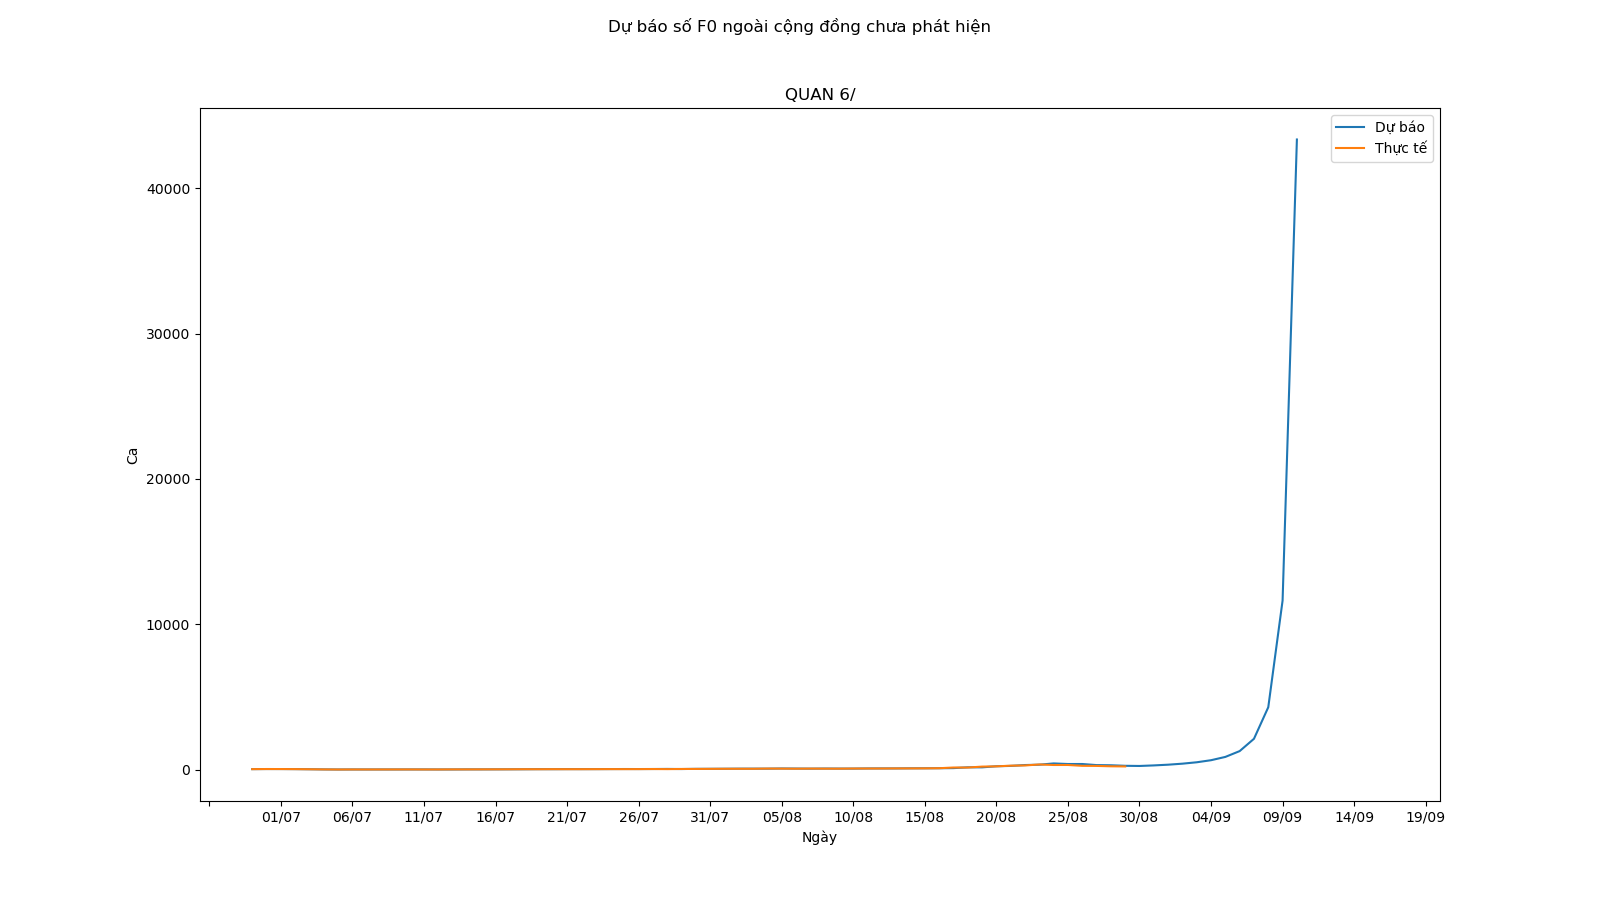 Dự báo số F0 ngoài cộng đồng chưa phát hiện
QUAN 6/
Dự báo
Thực tế
40000
30000
20000
10000
0
Ca
01/07 06/07 11/07 16/07 21/07 26/07 31/07 05/08 10/08 15/08 20/08 25/08 30/08 04/09 09/09 14/09 19/09
Ngày